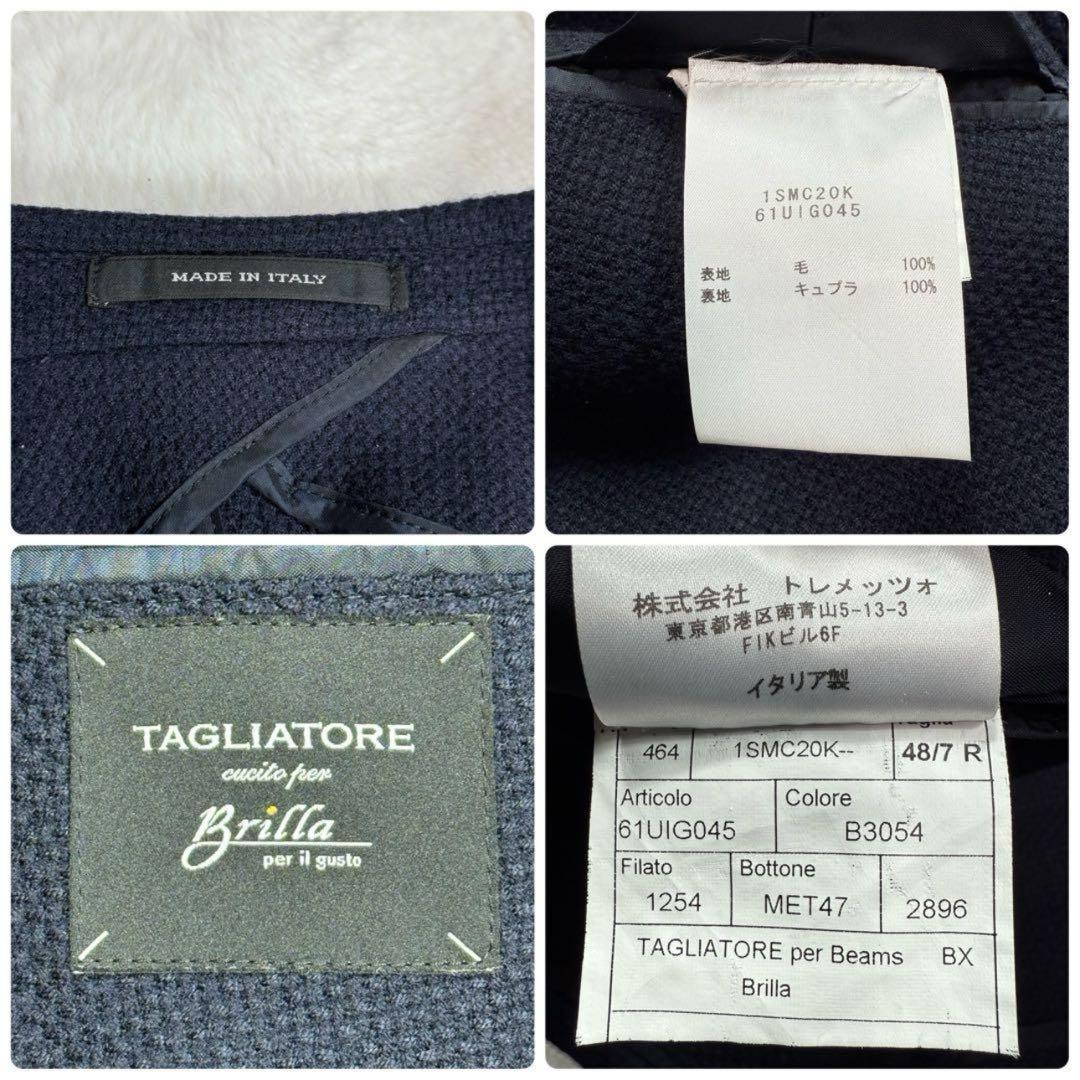 MADE IN ITALY
1SMC20K
61UIG045
表地 毛 100%
裏地 キュプラ 100%
TAGLIATORE
cucito per
Brilla
per il gusto
株式会社 トレメッツォ
東京都港区南青山5-13-3
FIKビル6F
イタリア製
464 1SMC20K-- 48/7 R
Articolo Colore
61UIG045 B3054
Filato Bottone
1254 MET47 2896
TAGLIATORE per Beams BX
Brilla